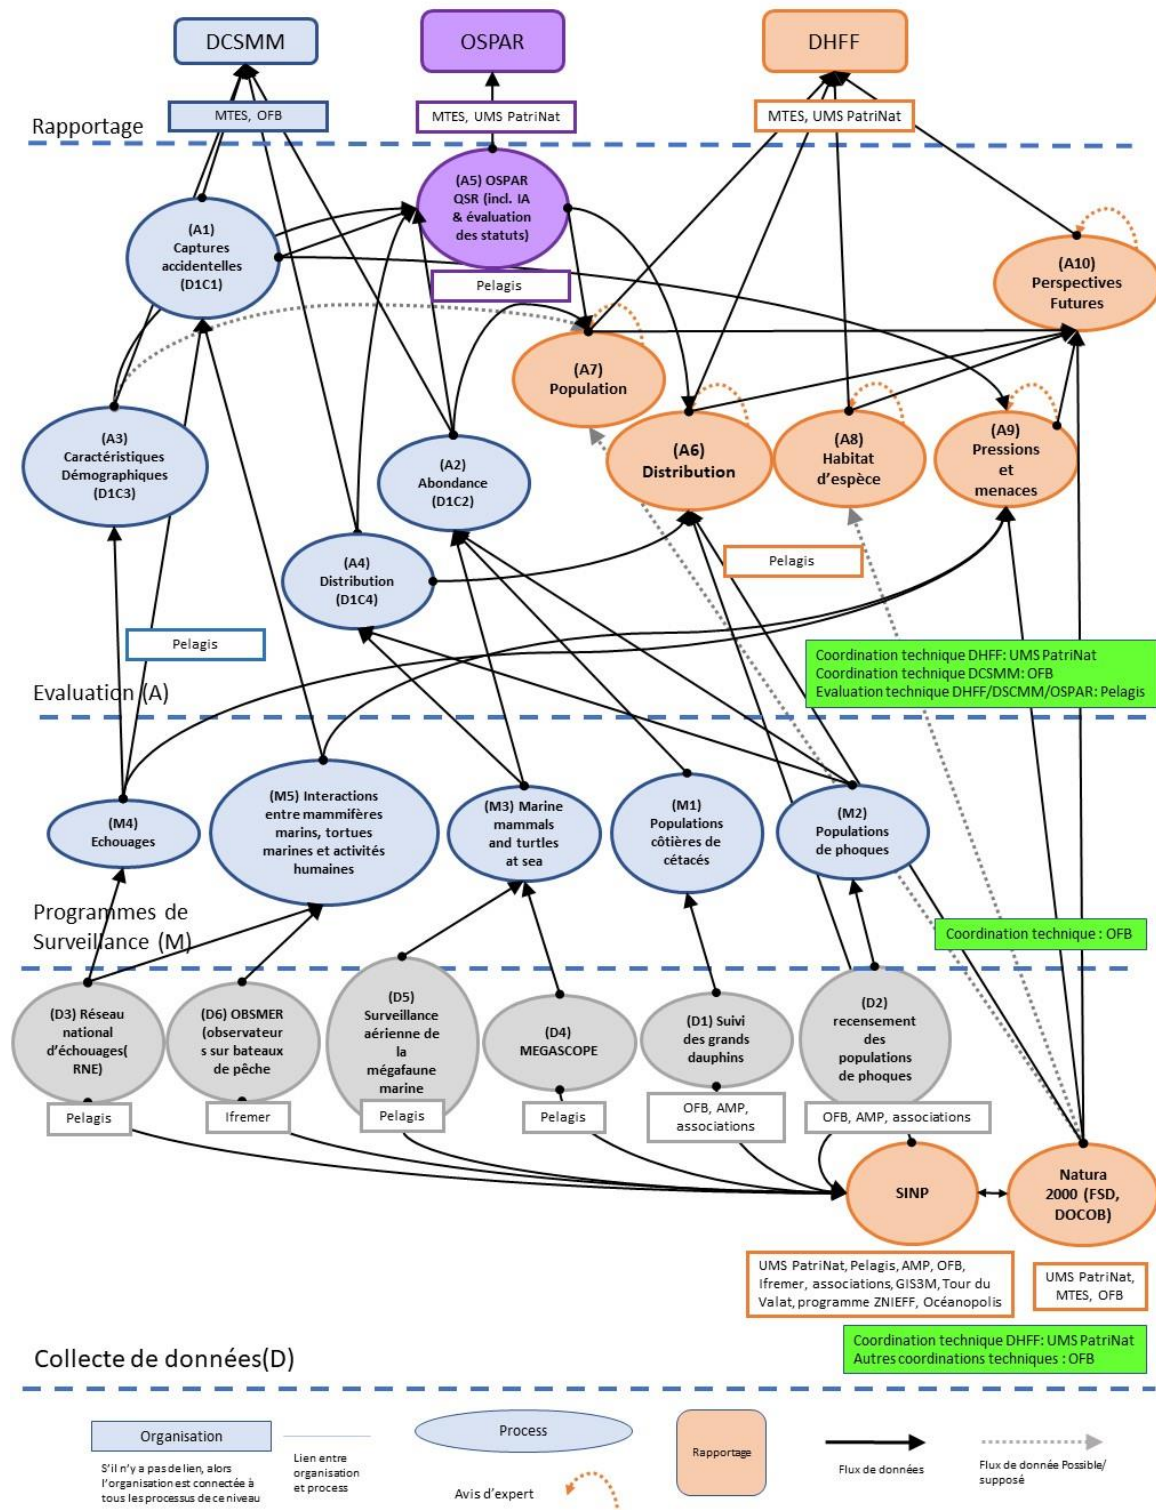 DCSMM
OSPAR
DHFF
MTES, OFB
MTES, UMS PatriNat
MTES, UMS PatriNat
Rapportage
(A5) OSPAR
QSR (incl. IA
& évaluation
des statuts)
(A1)
Captures
accidentelles
(D1C1)
Pelagis
(A10)
Perspectives
Futures
(A7)
Population
(A3)
Caractéristiques
Démographiques
(D1C3)
(A2)
Abondance
(D1C2)
(A6)
Distribution
(A8)
Habitat
d'espèce
(A9)
Pressions
et
menaces
(A4)
Distribution
(D1C4)
Pelagis
Pelagis
Coordination technique DHFF: UMS PatriNat
Coordination technique DCSMM: OFB
Evaluation technique DHFF/DSCMM/OSPAR: Pelagis
Evaluation (A)
(M4)
Echouages
(M5) Interactions
entre mammifères
marins, tortues
marines et activités
humaines
(M3) Marine
mammals
and turtles
at sea
(M1)
Populations
côtières de
cétacés
(M2)
Populations
de phoques
Programmes de
Surveillance (M)
Coordination technique : OFB
(D3) Réseau
national
d'échouages(
RNE)
(D6) OBSMER
(observateur
s sur bateaux
de pêche
(D5)
Surveillance
aérienne de
la
mégafaune
marine
(D4)
MEGASCOPE
(D1) Suivi
des grands
dauphins
(D2)
recensement
des
populations
de phoques
Pelagis
Ifremer
Pelagis
Pelagis
OFB, AMP,
associations
OFB, AMP, associations
SINP
Natura
2000 (FSD,
DOCOB)
UMS PatriNat, Pelagis, AMP, OFB,
Ifremer, associations, GIS3M, Tour du
Valat, programme ZNIEFF, Océanopolis
UMS PatriNat,
MTES, OFB
Coordination technique DHFF: UMS PatriNat
Autres coordinations techniques : OFB
Collecte de données(D)
Organisation
S'il n'y a pas de lien, alors
l'organisation est connectée à
tous les processus de ce niveau
Lien entre
organisation
et process
Process
Avis d'expert
Rapportage
Flux de données
Flux de donnée Possible/
supposé